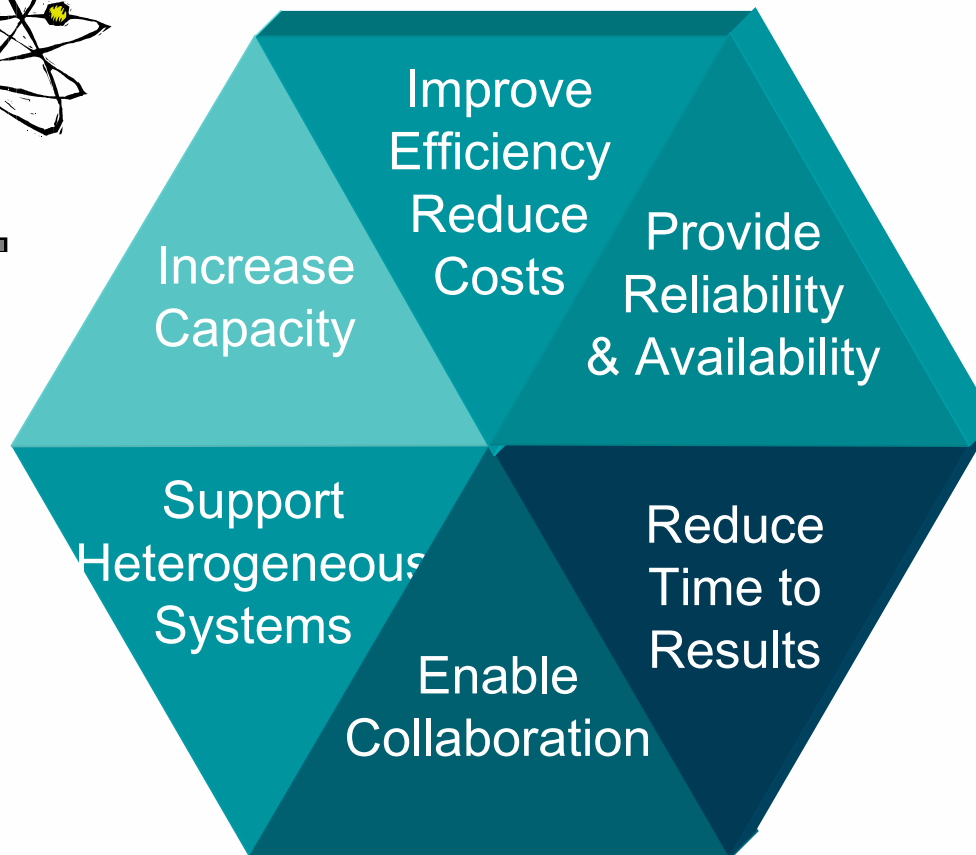 Improve
Efficiency
Reduce
Costs
Provide
Reliability
& Availability
Increase
Capacity
Support
Heterogeneous
Systems
Reduce
Time to
Results
Enable
Collaboration